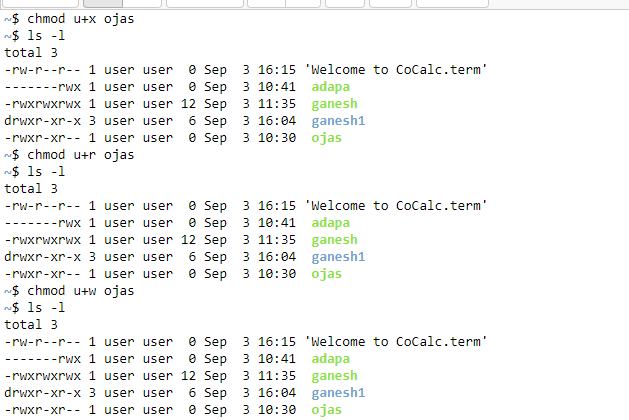 ~$ chmod u+x ojas
~$ ls -l
total 3
-rw-r--r-- 1 user user  0 Sep  3 16:15 'Welcome to CoCalc.term'
-------rwx 1 user user  0 Sep  3 10:41  adapa
-rwxrwxrwx 1 user user 12 Sep  3 11:35  ganesh
drwxr-xr-x 3 user user  6 Sep  3 16:04  ganesh1
-rwxr-xr-- 1 user user  0 Sep  3 10:30  ojas
~$ chmod u+r ojas
~$ ls -l
total 3
-rw-r--r-- 1 user user  0 Sep  3 16:15 'Welcome to CoCalc.term'
-------rwx 1 user user  0 Sep  3 10:41  adapa
-rwxrwxrwx 1 user user 12 Sep  3 11:35  ganesh
drwxr-xr-x 3 user user  6 Sep  3 16:04  ganesh1
-rwxr-xr-- 1 user user  0 Sep  3 10:30  ojas
~$ chmod u+w ojas
~$ ls -l
total 3
-rw-r--r-- 1 user user  0 Sep  3 16:15 'Welcome to CoCalc.term'
-------rwx 1 user user  0 Sep  3 10:41  adapa
-rwxrwxrwx 1 user user 12 Sep  3 11:35  ganesh
drwxr-xr-x 3 user user  6 Sep  3 16:04  ganesh1
-rwxr-xr-- 1 user user  0 Sep  3 10:30  ojas